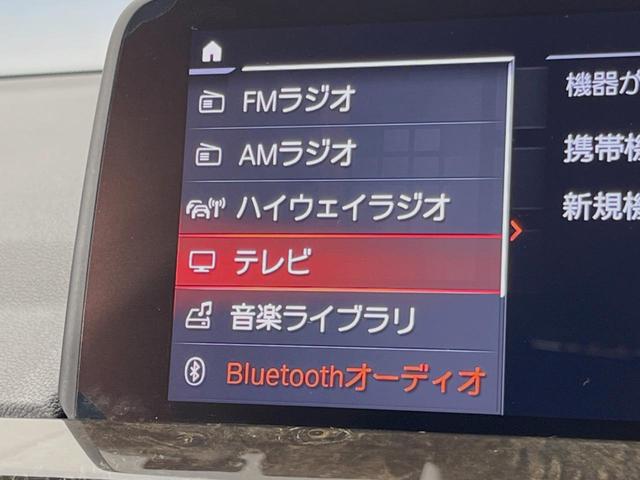 FMラジオ
AMラジオ
ハイウェイラジオ
テレビ
音楽ライブラリ
Bluetoothオーディオ
機器が
携帯機
新規機